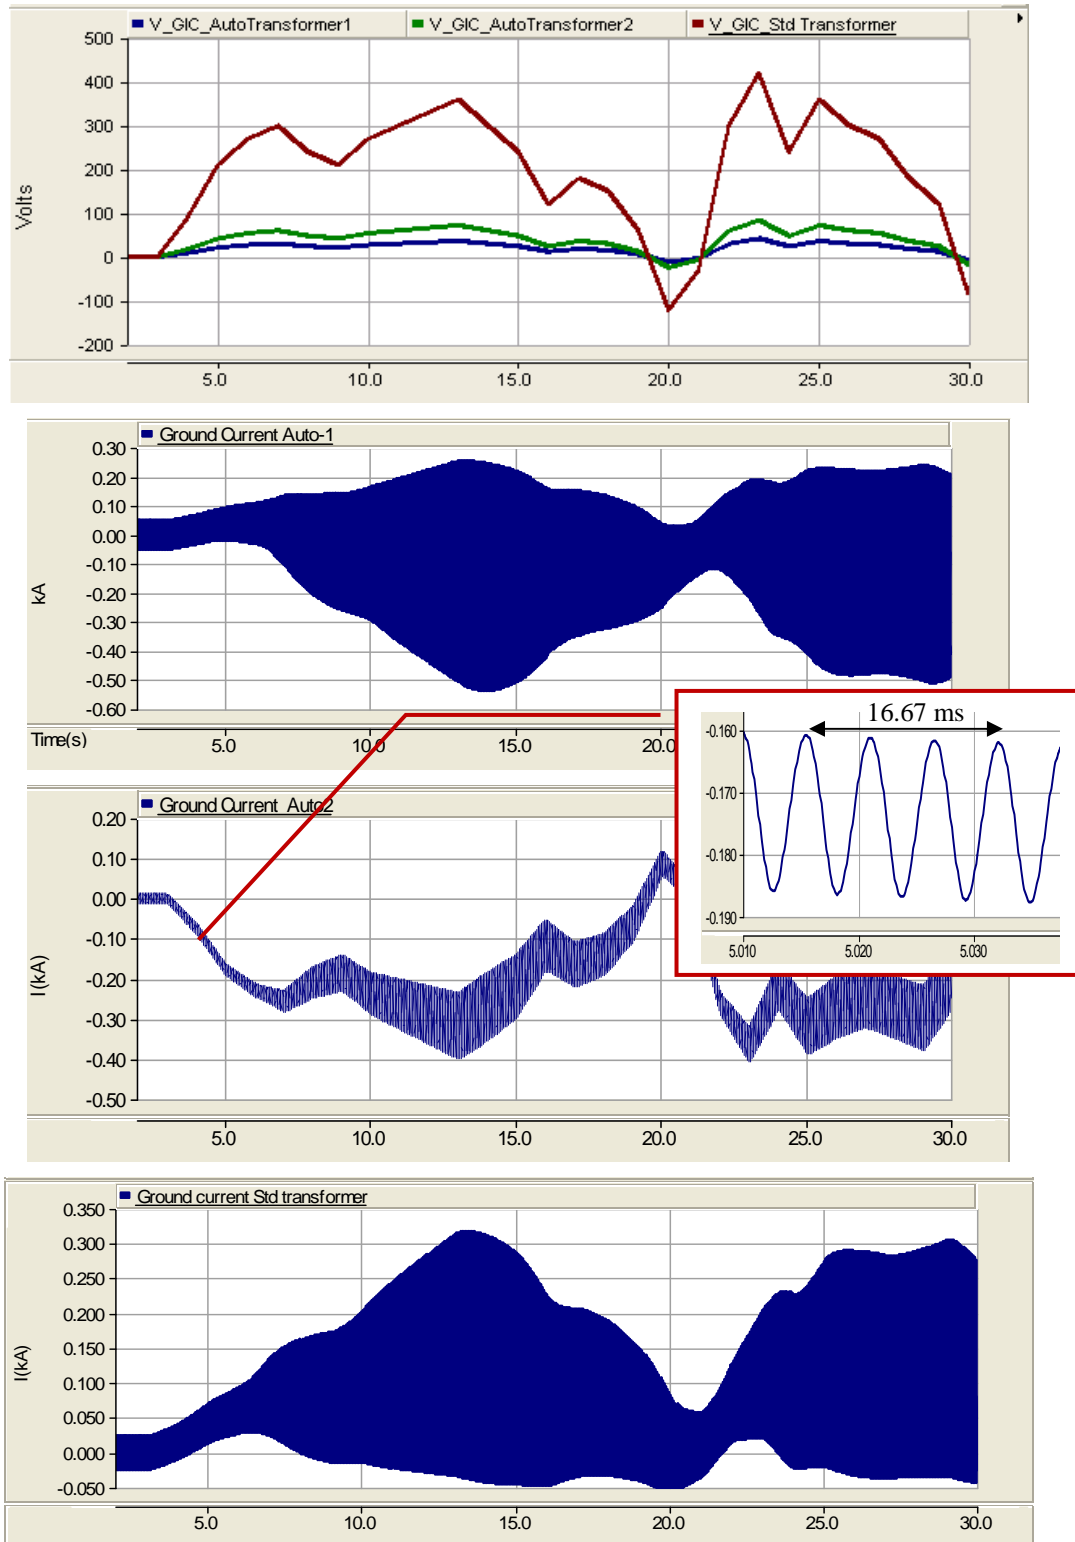 V_GIC_AutoTransformer1 V_GIC_AutoTransformer2 V_GIC_Std Transformer
500
400
300
200
100
0
-100
-200
Volts
5.0 10.0 15.0 20.0 25.0 30.0
Ground Current Auto-1
0.30
0.20
0.10
0.00
-0.10
-0.20
-0.30
-0.40
-0.50
-0.60
kA
Time(s) 5.0 10.0 15.0 20.0
16.67 ms
-0.160
-0.170
-0.180
-0.190
5.010 5.020 5.030
Ground Current Auto2
0.20
0.10
0.00
-0.10
-0.20
-0.30
-0.40
-0.50
I(kA)
5.0 10.0 15.0 20.0 25.0 30.0
Ground current Std transformer
0.350
0.300
0.250
0.200
0.150
0.100
0.050
0.000
-0.050
I(kA)
5.0 10.0 15.0 20.0 25.0 30.0